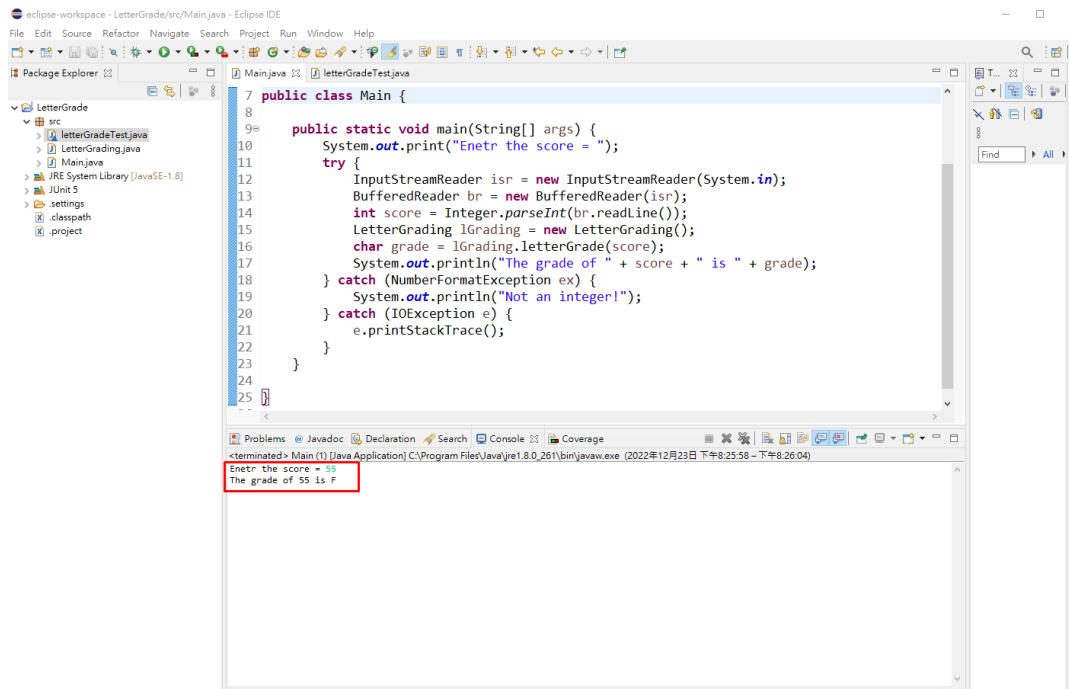 eclipse-workspace - LetterGrade/src/Main.java - Eclipse IDE
File Edit Source Refactor Navigate Search Project Run Window Help
Package Explorer
LetterGrade
src
letterGradeTest.java
LetterGrading.java
Main.java
JRE System Library [JavaSE-1.8]
JUnit 5
.settings
.classpath
.project
Main.java letterGradeTest.java
7 public class Main {
8
9 public static void main(String[] args) {
10 System.out.print("Enetr the score = ");
11 try {
12 InputStreamReader isr = new InputStreamReader(System.in);
13 BufferedReader br = new BufferedReader(isr);
14 int score = Integer.parseInt(br.readLine());
15 LetterGrading lGrading = new LetterGrading();
16 char grade = lGrading.letterGrade(score);
17 System.out.println("The grade of " + score + " is " + grade);
18 } catch (NumberFormatException ex) {
19 System.out.println("Not an integer!");
20 } catch (IOException e) {
21 e.printStackTrace();
22 }
23 }
24
25 }
T...
Find All
Problems Javadoc Declaration Search Console Coverage
<terminated> Main (1) [Java Application] C:\Program Files\Java\jre1.8.0_261\bin\javaw.exe (2022年12月23日 下午8:25:58 – 下午8:26:04)
Enetr the score = 55
The grade of 55 is F